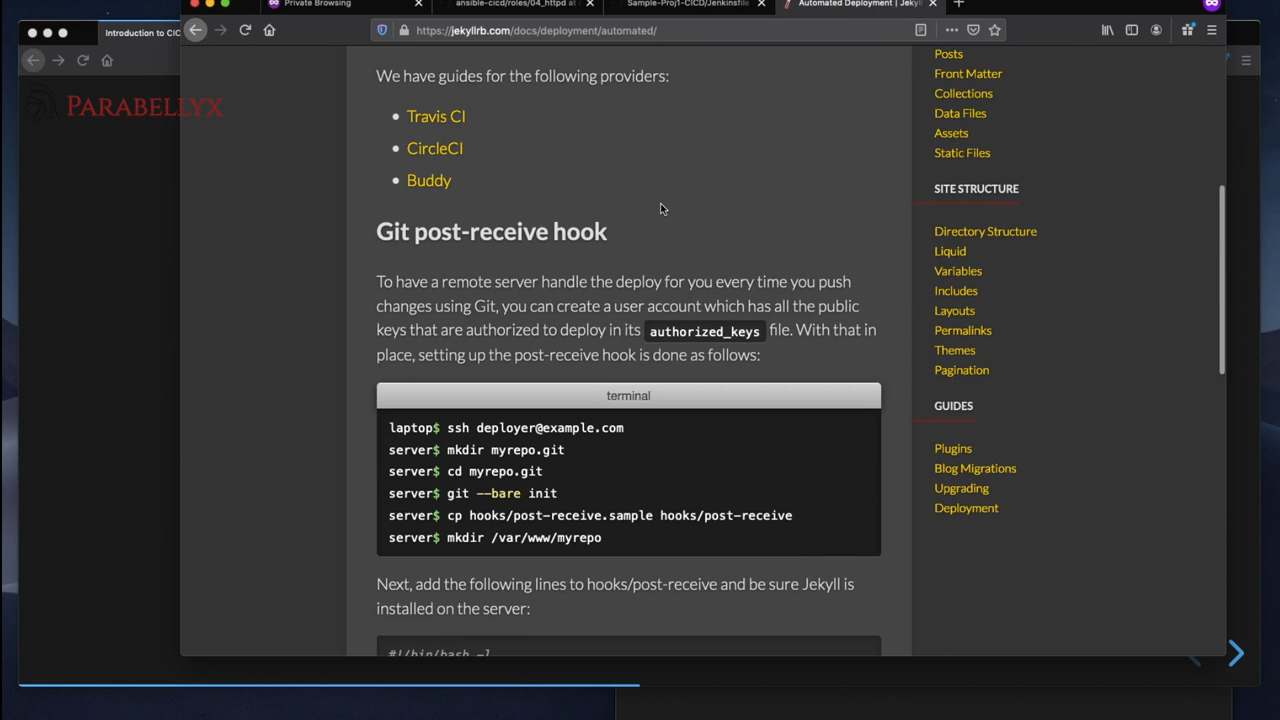 Private Browsing
ansible-cicd/roles/04_httpd at
Sample-Proj1-CICD/Jenkinsfile
Automated Deployment | Jekyll
Introduction to CIC
https://jekyllrb.com/docs/deployment/automated/
PARABELLYX
We have guides for the following providers:
Travis CI
CircleCI
Buddy
Git post-receive hook
To have a remote server handle the deploy for you every time you push
changes using Git, you can create a user account which has all the public
keys that are authorized to deploy in its authorized_keys file. With that in
place, setting up the post-receive hook is done as follows:
terminal
laptop$ ssh deployer@example.com
server$ mkdir myrepo.git
server$ cd myrepo.git
server$ git --bare init
server$ cp hooks/post-receive.sample hooks/post-receive
server$ mkdir /var/www/myrepo
Next, add the following lines to hooks/post-receive and be sure Jekyll is
installed on the server:
#!/bin/bash -l
Posts
Front Matter
Collections
Data Files
Assets
Static Files
SITE STRUCTURE
Directory Structure
Liquid
Variables
Includes
Layouts
Permalinks
Themes
Pagination
GUIDES
Plugins
Blog Migrations
Upgrading
Deployment